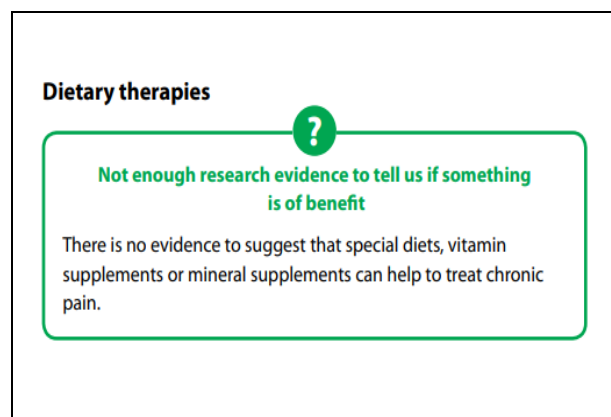 Dietary therapies
?
Not enough research evidence to tell us if something
is of benefit
There is no evidence to suggest that special diets, vitamin
supplements or mineral supplements can help to treat chronic
pain.